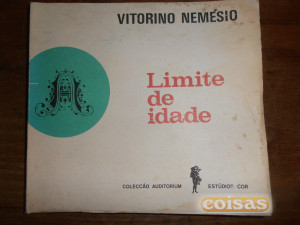 VITORINO NEMÉSIO
Limite
de
idade
COLECÇÃO AUDITORIUM
ESTÚDIOS COR
coisas